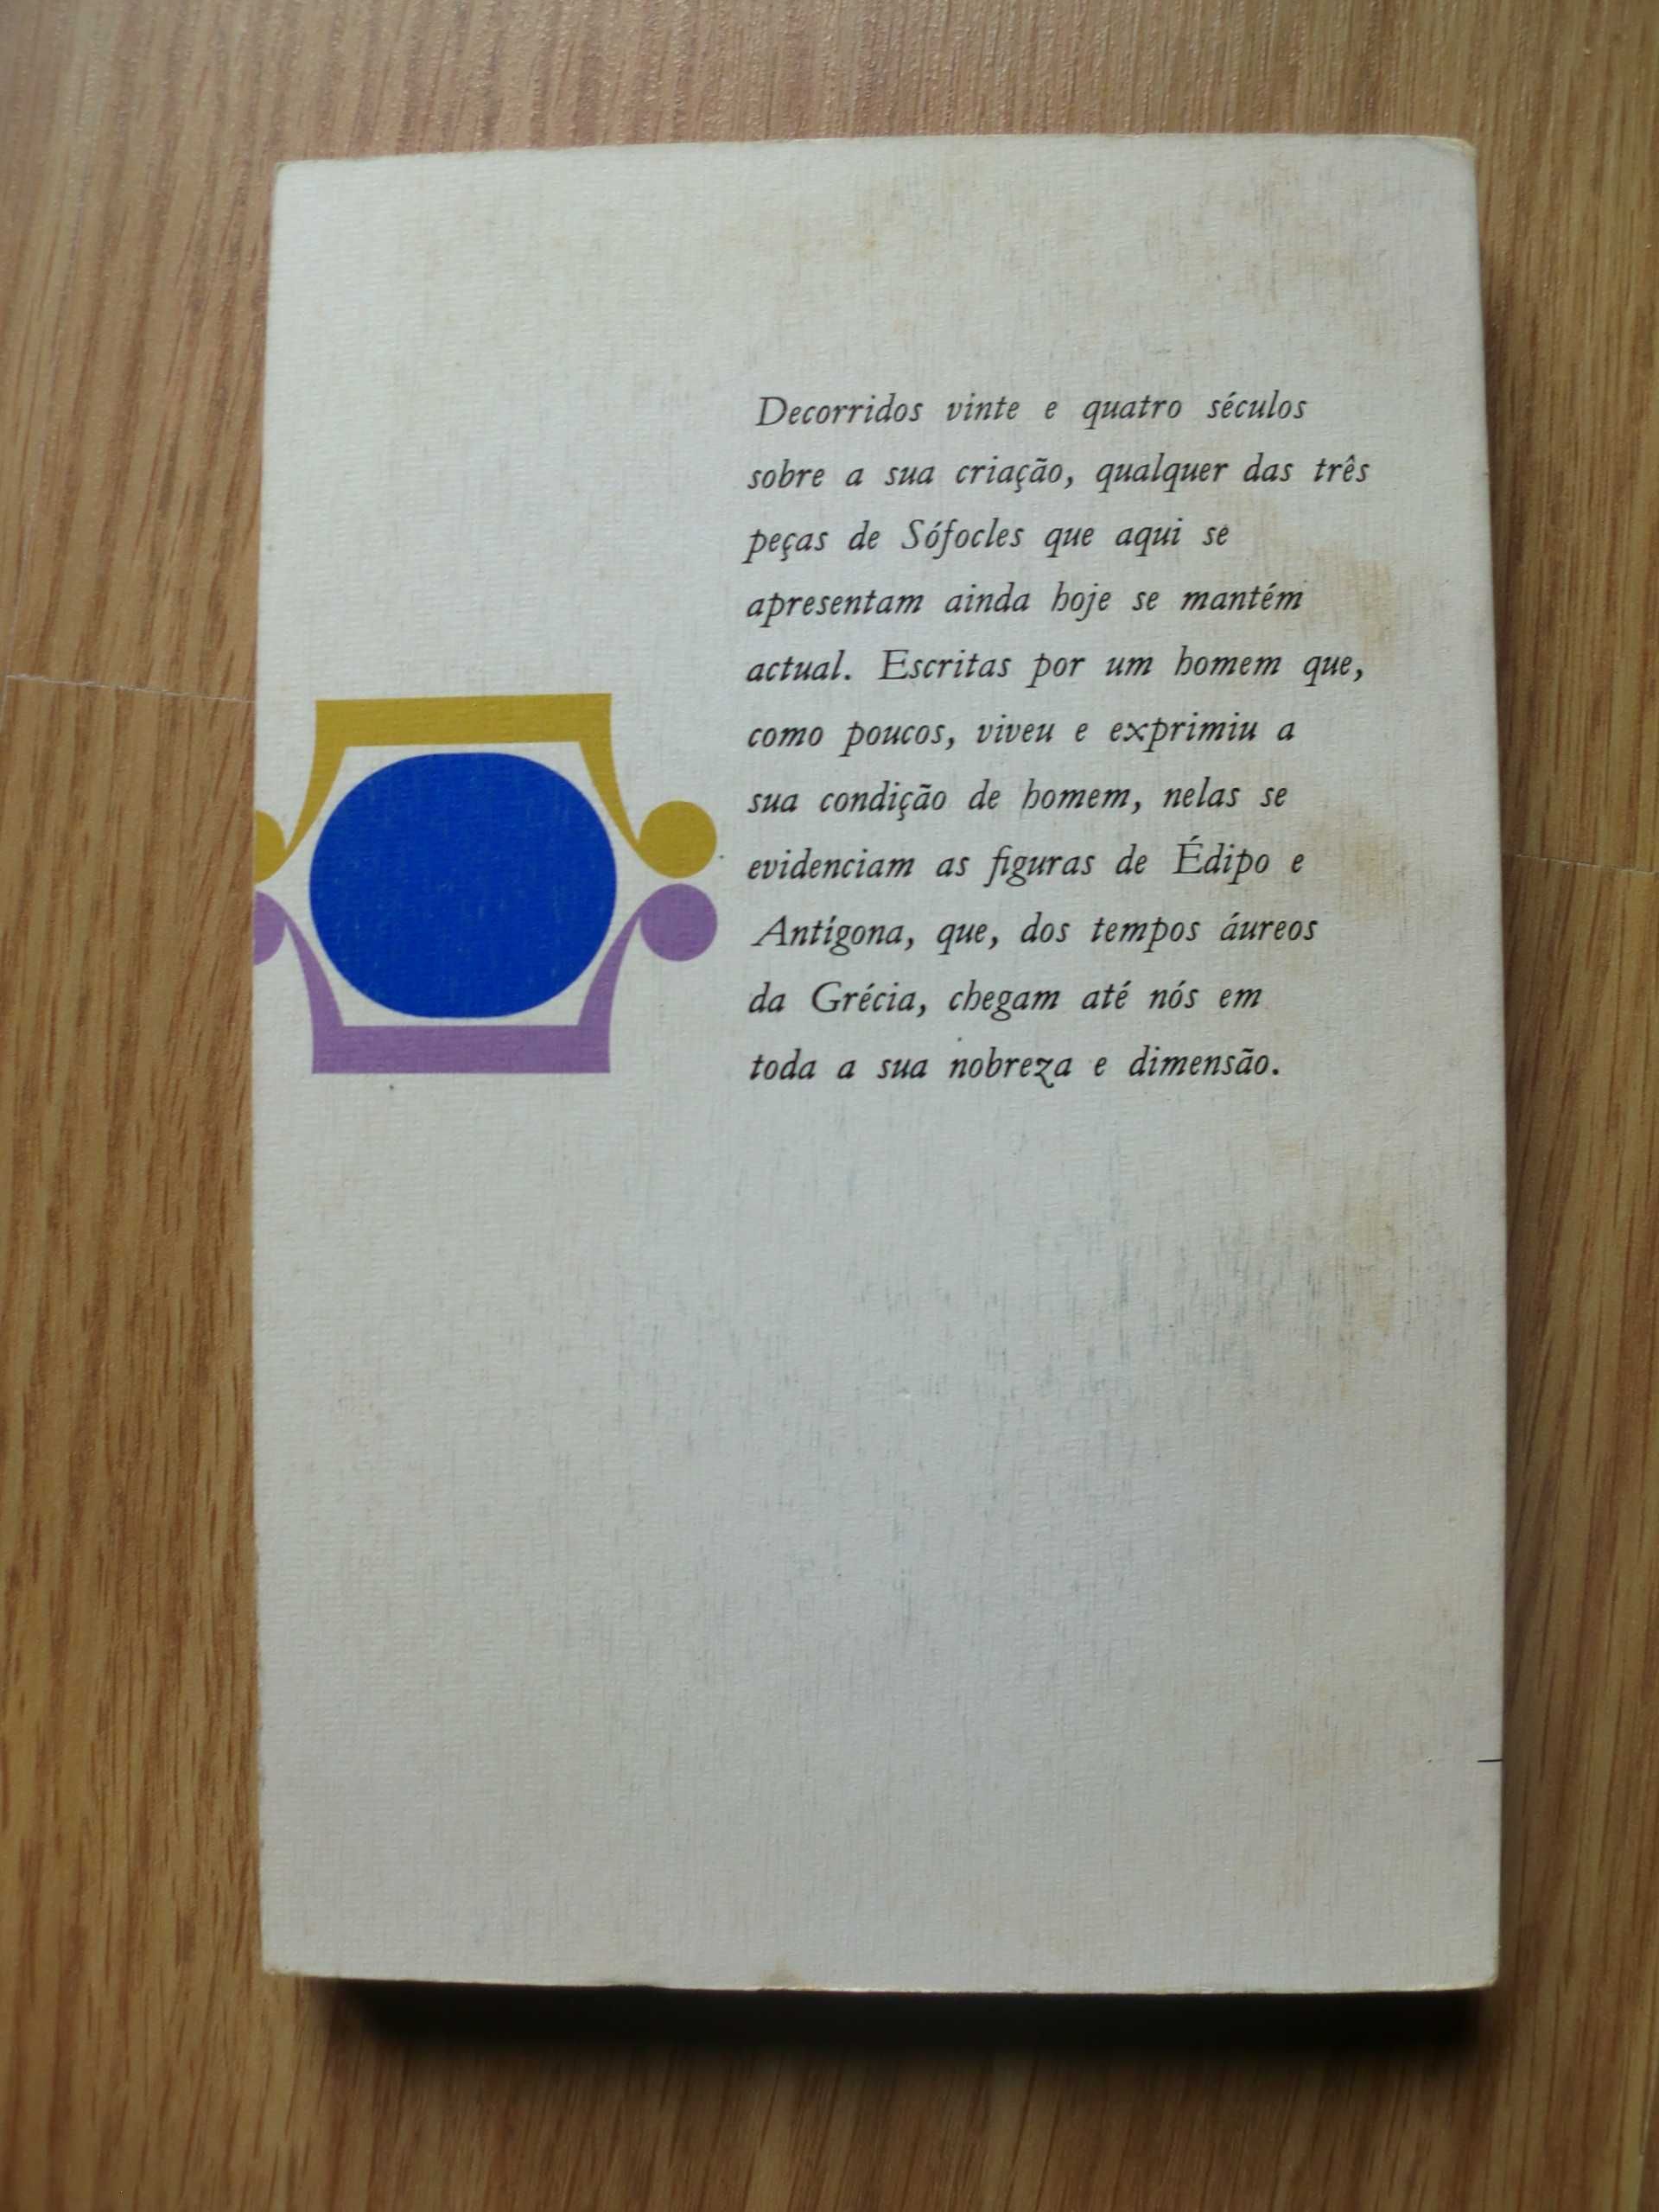 Decorridos vinte e quatro séculos
sobre a sua criação, qualquer das três
peças de Sófocles que aqui se
apresentam ainda hoje se mantém
actual. Escritas por um homem que,
como poucos, viveu e exprimiu a
sua condição de homem, nelas se
evidenciam as figuras de Édipo e
Antígona, que, dos tempos áureos
da Grécia, chegam até nós em
toda a sua nobreza e dimensão.